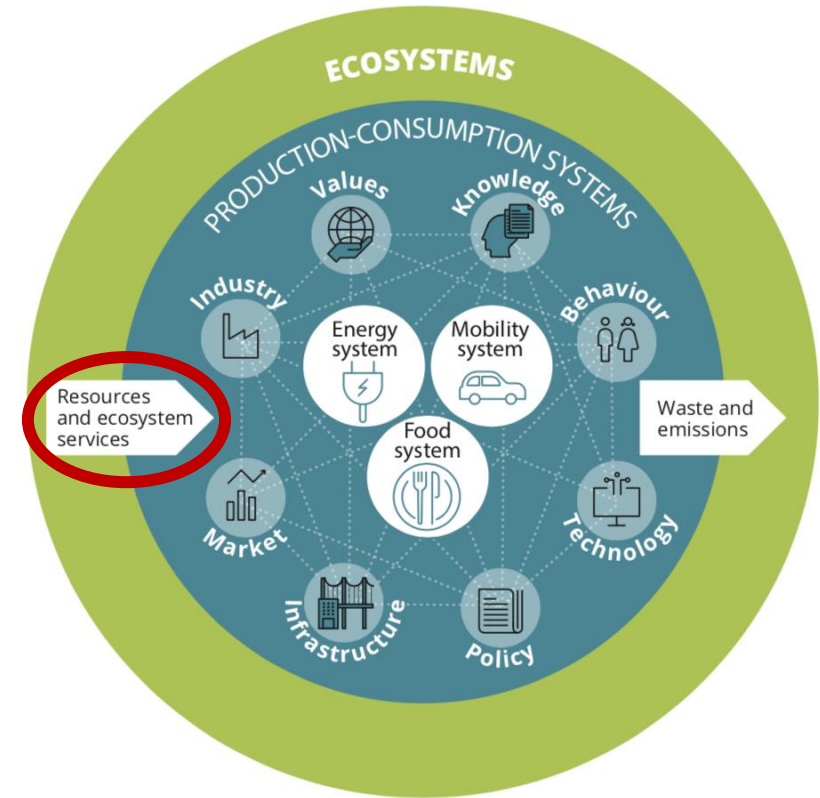 ECOSYSTEMS
PRODUCTION-CONSUMPTION SYSTEMS
Values
Knowledge
Industry
Behaviour
Energy
system
Mobility
system
Resources
and ecosystem
services
Waste and
emissions
Food
system
Market
Technology
Infrastructure
Policy